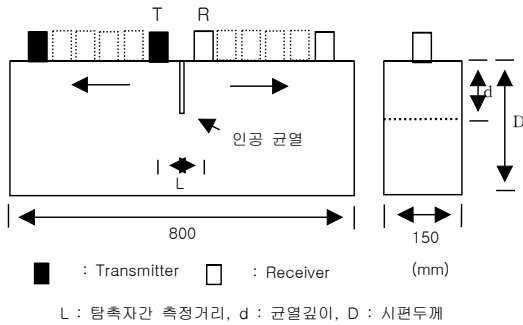 T R
d
D
인공 균열
L
800
150
: Transmitter : Receiver (mm)
L : 탐촉자간 측정거리, d : 균열깊이, D : 시편두께